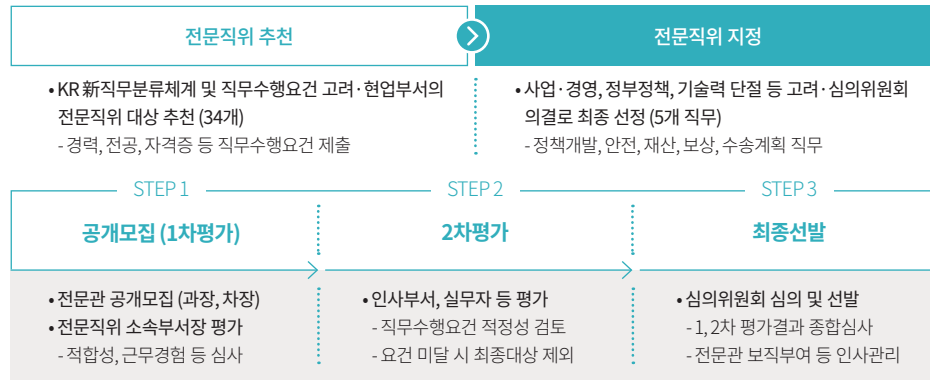 전문직위 추천
전문직위 지정
• KR 新직무분류체계 및 직무수행요건 고려·현업부서의
전문직위 대상 추천 (34개)
- 경력, 전공, 자격증 등 직무수행요건 제출
• 사업·경영, 정부정책, 기술력 단절 등 고려·심의위원회
의결로 최종 선정 (5개 직무)
- 정책개발, 안전, 재산, 보상, 수송계획 직무
STEP 1
공개모집 (1차평가)
• 전문관 공개모집 (과장, 차장)
• 전문직위 소속부서장 평가
- 적합성, 근무경험 등 심사
STEP 2
2차평가
• 인사부서, 실무자 등 평가
- 직무수행요건 적정성 검토
- 요건 미달 시 최종대상 제외
STEP 3
최종선발
• 심의위원회 심의 및 선발
- 1, 2차 평가결과 종합심사
- 전문관 보직부여 등 인사관리